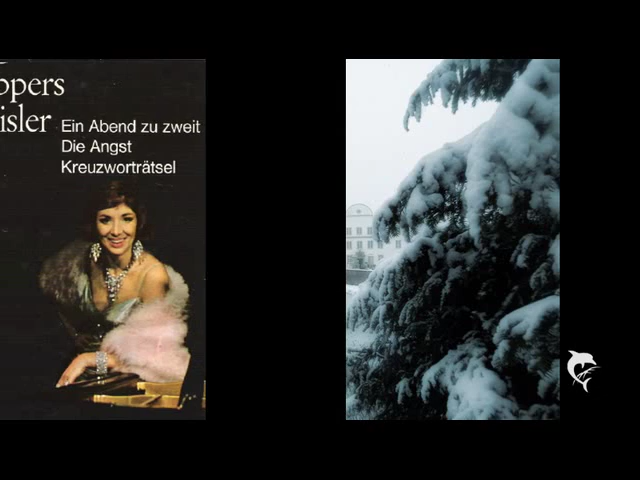 ppers
isler
Ein Abend zu zweit
Die Angst
Kreuzworträtsel